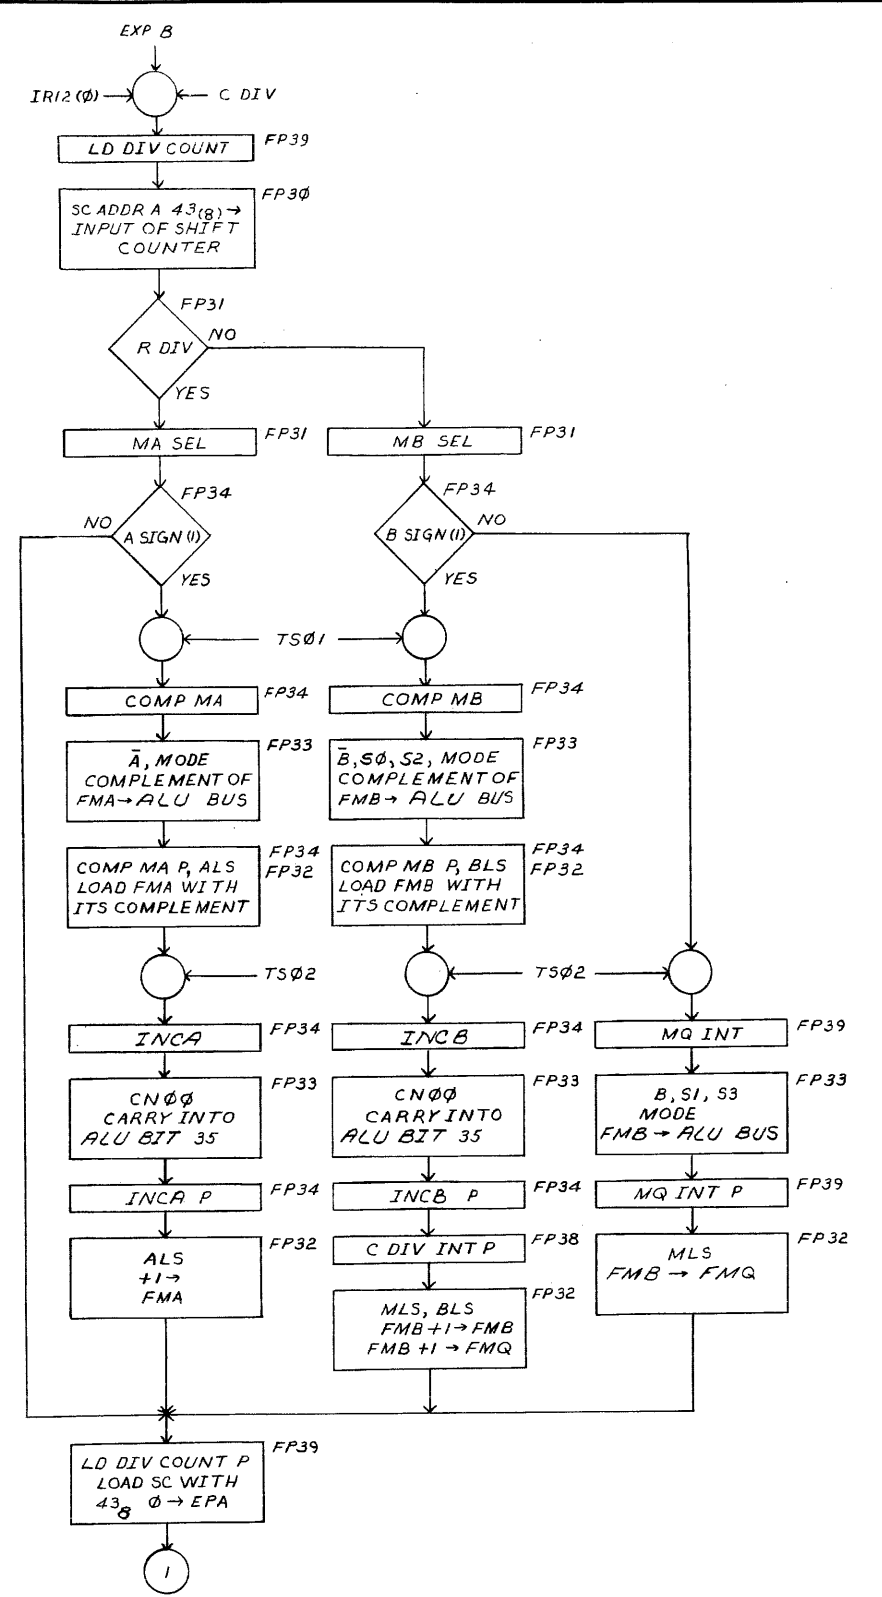 EXP B
IR12(Ø)
C DIV
LD DIV COUNT
FP39
SC ADDR A 43(8)→
INPUT OF SHIFT
COUNTER
FP3Ø
FP31
R DIV
NO
YES
MA SEL
FP31
MB SEL
FP31
FP34
A SIGN(1)
NO
YES
FP34
B SIGN(1)
NO
YES
TSØ1
COMP MA
FP34
COMP MB
FP34
Ā, MODE
COMPLEMENT OF
FMA→ALU BUS
FP33
B̄, SØ, S2, MODE
COMPLEMENT OF
FMB→ ALU BUS
FP33
COMP MA P, ALS
LOAD FMA WITH
ITS COMPLEMENT
FP34
FP32
COMP MB P, BLS
LOAD FMB WITH
ITS COMPLEMENT
FP34
FP32
TSØ2
TSØ2
INCA
FP34
INCB
FP34
MQ INT
FP39
CNØØ
CARRY INTO
ALU BIT 35
FP33
CNØØ
CARRY INTO
ALU BIT 35
FP33
B, S1, S3
MODE
FMB→ALU BUS
FP33
INCA P
FP34
INCB P
FP34
MQ INT P
FP39
ALS
+1→
FMA
FP32
C DIV INT P
FP38
MLS
FMB → FMQ
FP32
MLS, BLS
FMB+1→FMB
FMB +1 →FMQ
FP32
LD DIV COUNT P
LOAD SC WITH
43₈ Ø→EPA
FP39
1